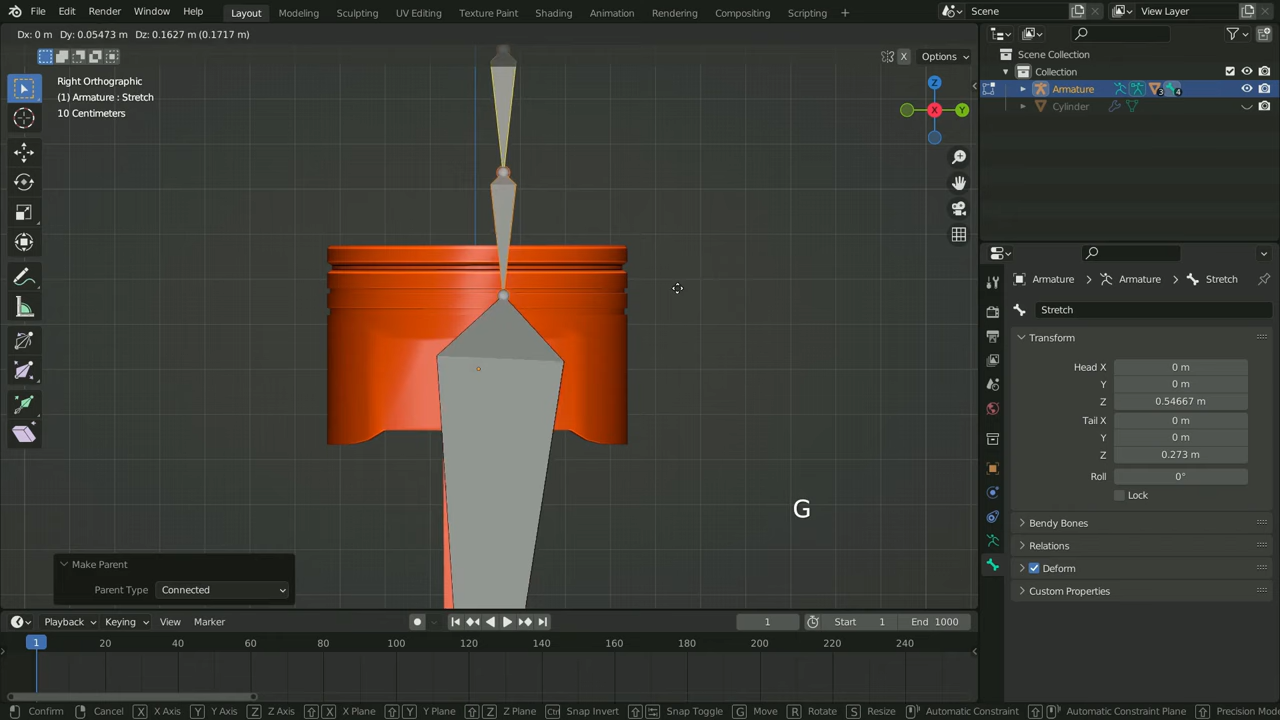 File Edit Render Window Help Layout Modeling Sculpting UV Editing Texture Paint Shading Animation Rendering Compositing Scripting + Scene View Layer
Dx: 0 m Dy: 0.05473 m Dz: 0.1627 m (0.1717 m)
X Options
Right Orthographic
(1) Armature : Stretch
10 Centimeters
Z
X
Y
Scene Collection
Collection
Armature 3 4
Cylinder
Armature Armature Stretch
Stretch
Transform
Head X 0 m
Y 0 m
Z 0.54667 m
Tail X 0 m
Y 0 m
Z 0.273 m
Roll 0°
Lock
Bendy Bones
Relations
Deform
Custom Properties
G
Make Parent
Parent Type Connected
Playback Keying View Marker 1 Start 1 End 1000
1 20 40 60 80 100 120 140 160 180 200 220 240
Confirm Cancel X X Axis Y Y Axis Z Z Axis X X Plane Y Y Plane Z Z Plane Ctrl Snap Invert Snap Toggle G Move R Rotate S Resize Automatic Constraint Automatic Constraint Plane Precision Mode